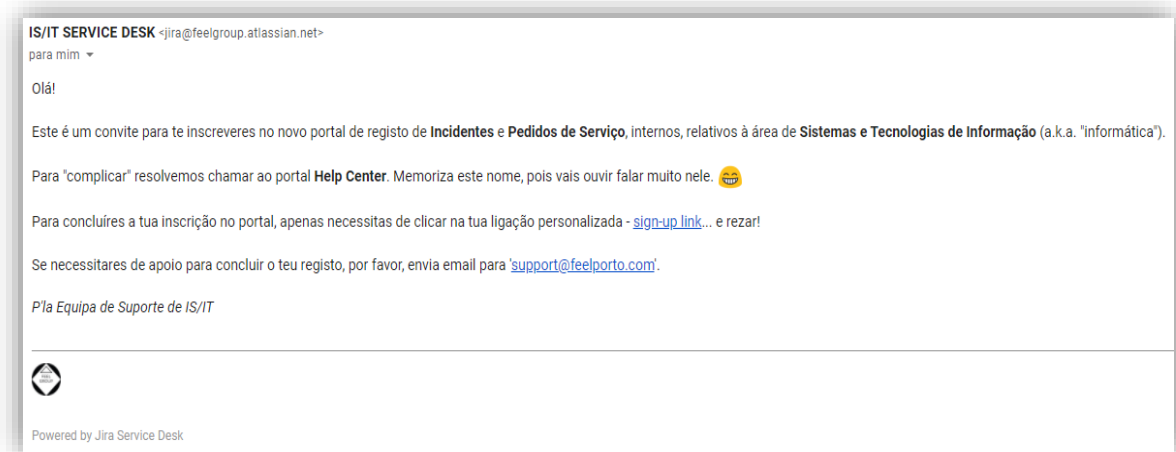 IS/IT SERVICE DESK <jira@feelgroup.atlassian.net>
para mim
Olá!
Este é um convite para te inscreveres no novo portal de registo de Incidentes e Pedidos de Serviço, internos, relativos à área de Sistemas e Tecnologias de Informação (a.k.a. "informática").
Para "complicar" resolvemos chamar ao portal Help Center. Memoriza este nome, pois vais ouvir falar muito nele. 😁
Para concluíres a tua inscrição no portal, apenas necessitas de clicar na tua ligação personalizada - sign-up link... e rezar!
Se necessitares de apoio para concluir o teu registo, por favor, envia email para 'support@feelporto.com'.
P'la Equipa de Suporte de IS/IT
Powered by Jira Service Desk